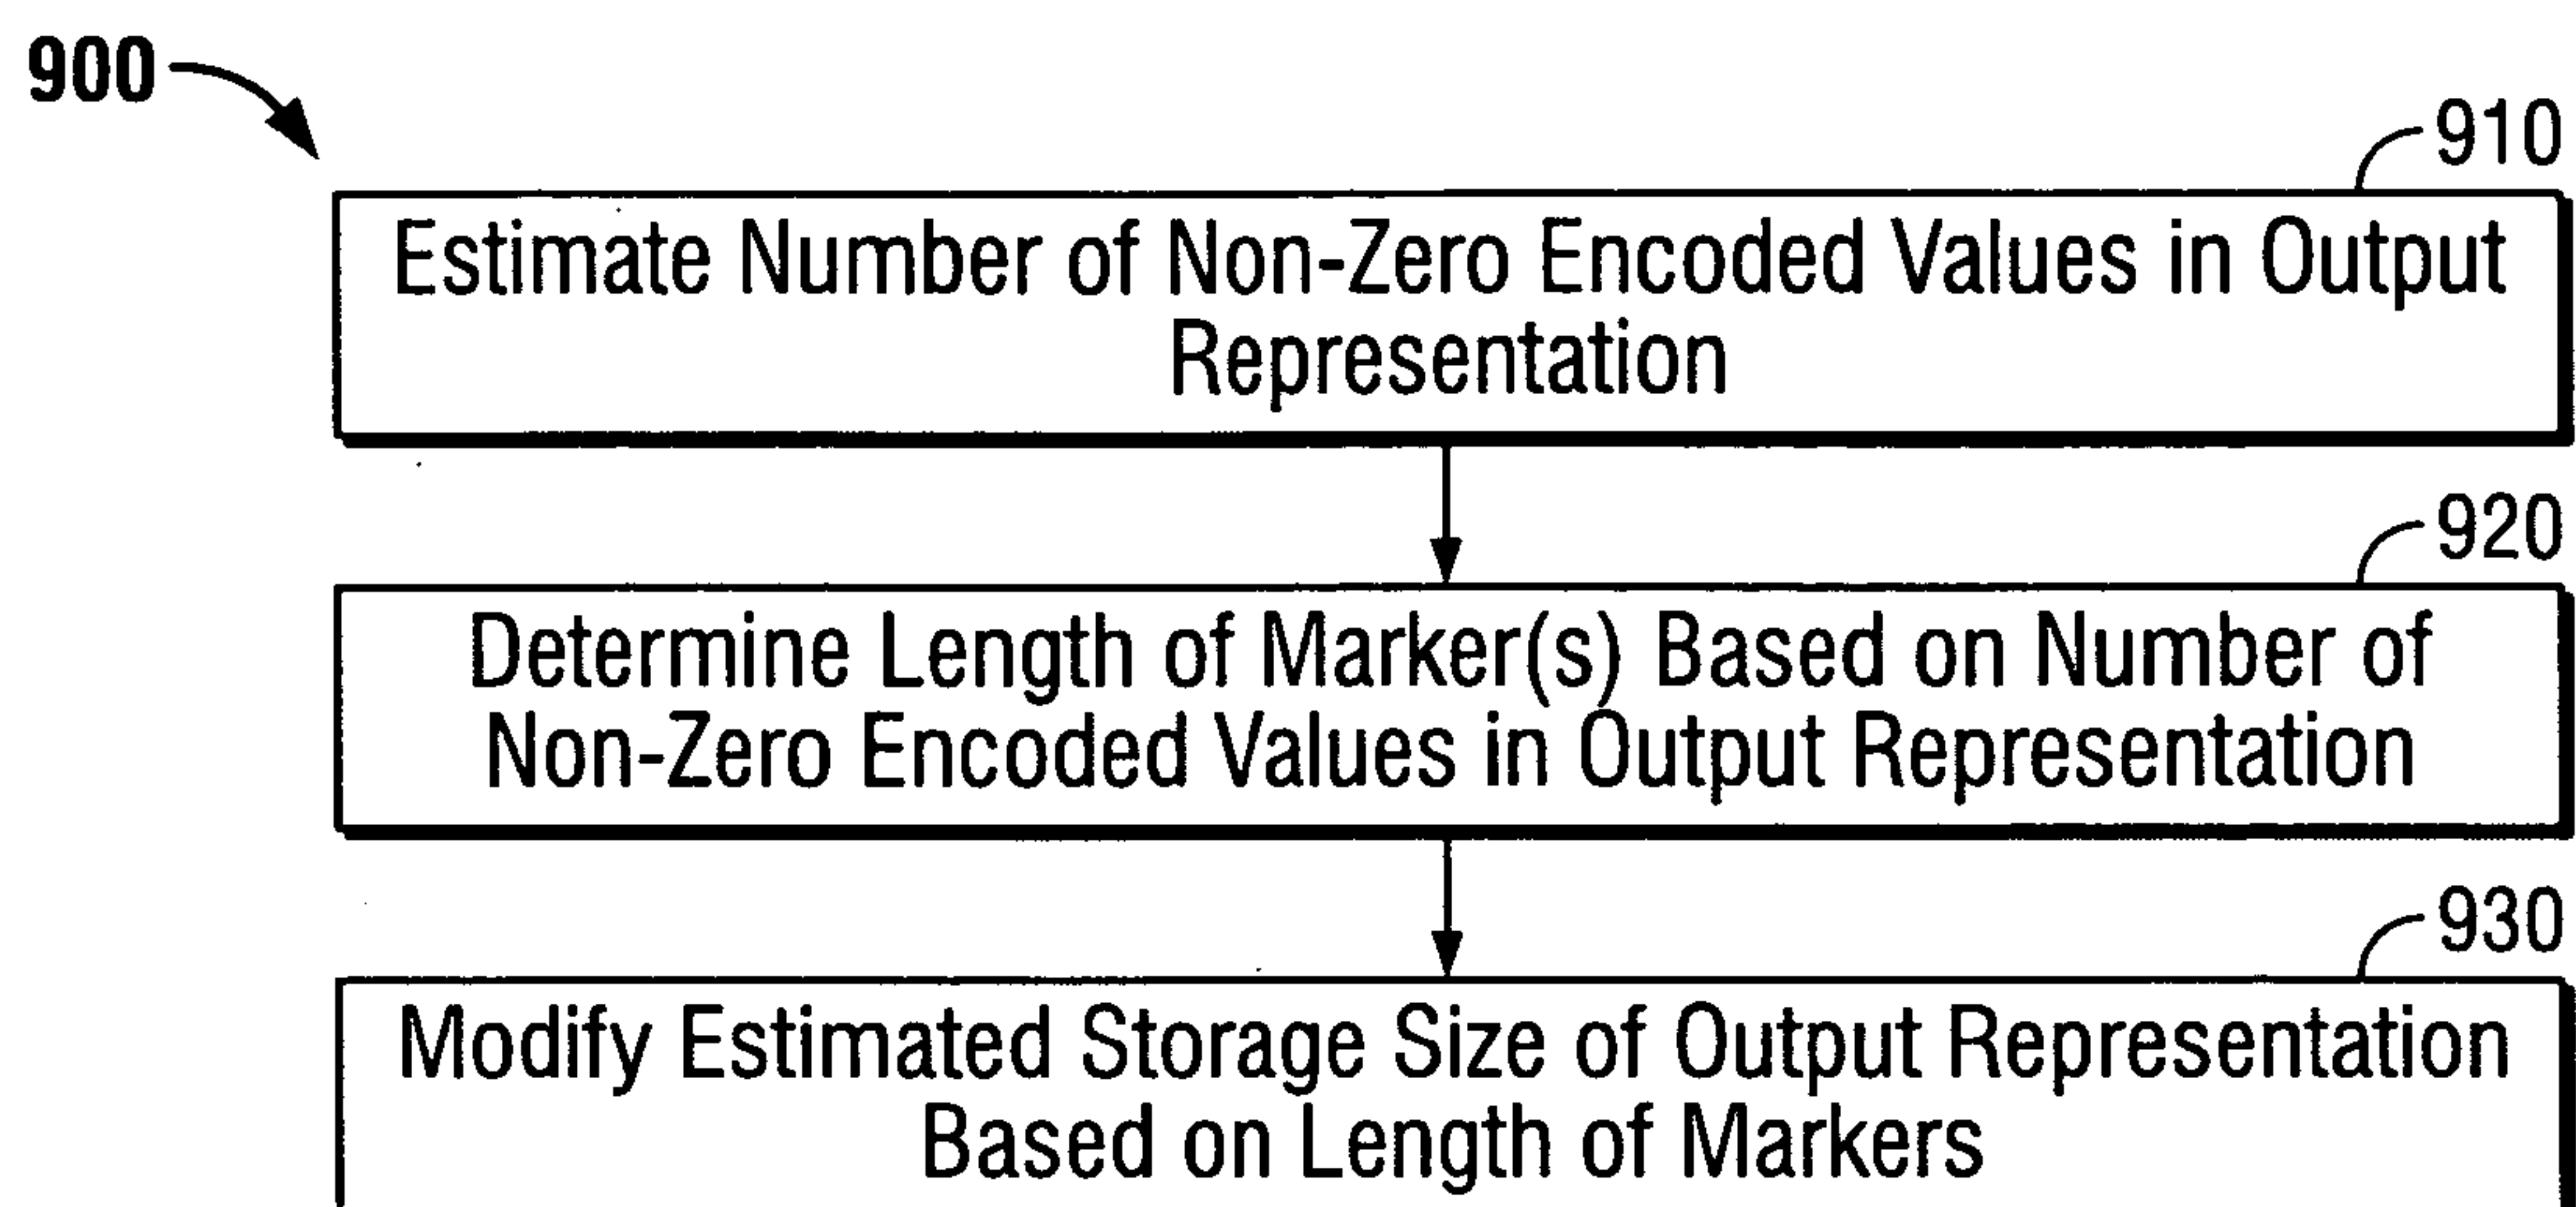 900
910
Estimate Number of Non-Zero Encoded Values in Output
Representation
920
Determine Length of Marker(s) Based on Number of
Non-Zero Encoded Values in Output Representation
930
Modify Estimated Storage Size of Output Representation
Based on Length of Markers